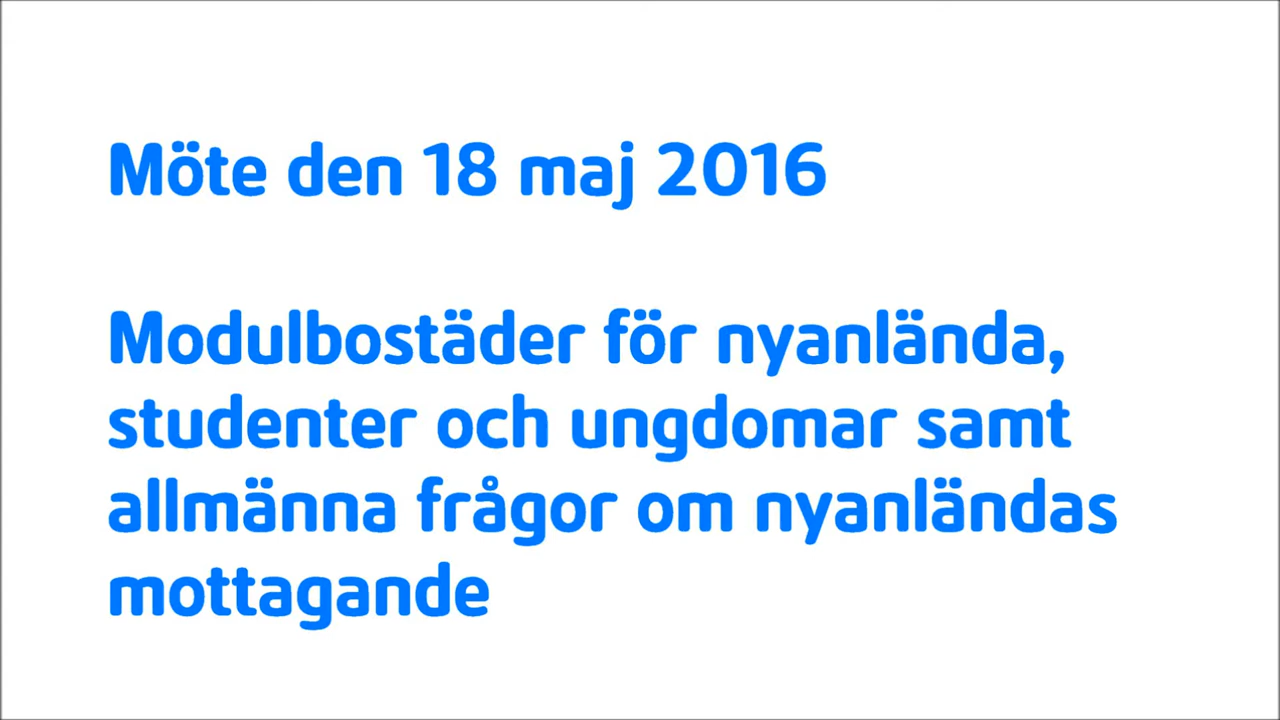 Möte den 18 maj 2016
Modulbostäder för nyanlända,
studenter och ungdomar samt
allmänna frågor om nyanländas
mottagande